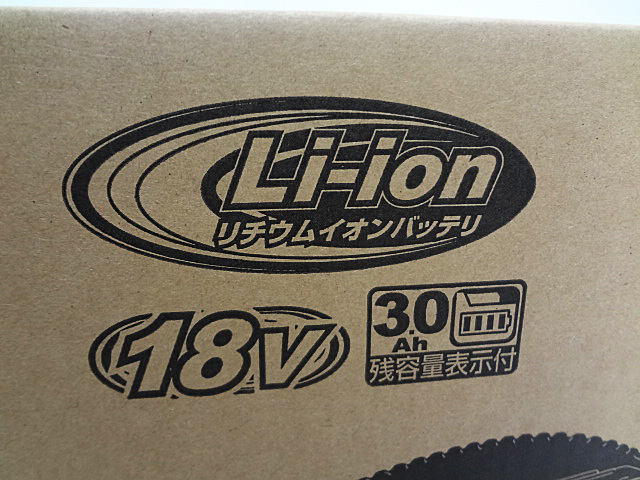 Li-ion
リチウムイオンバッテリ
18V
3.0
Ah
残容量表示付